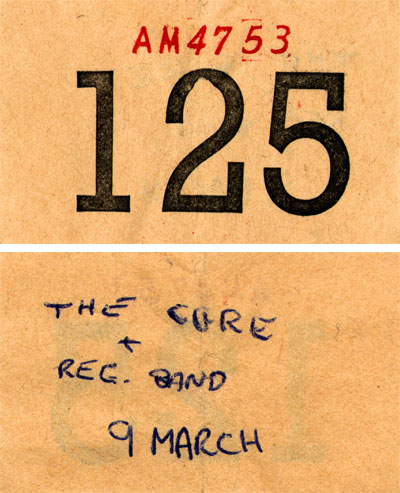 AM4753
125
THE CURE
+
REG. BAND
9 MARCH